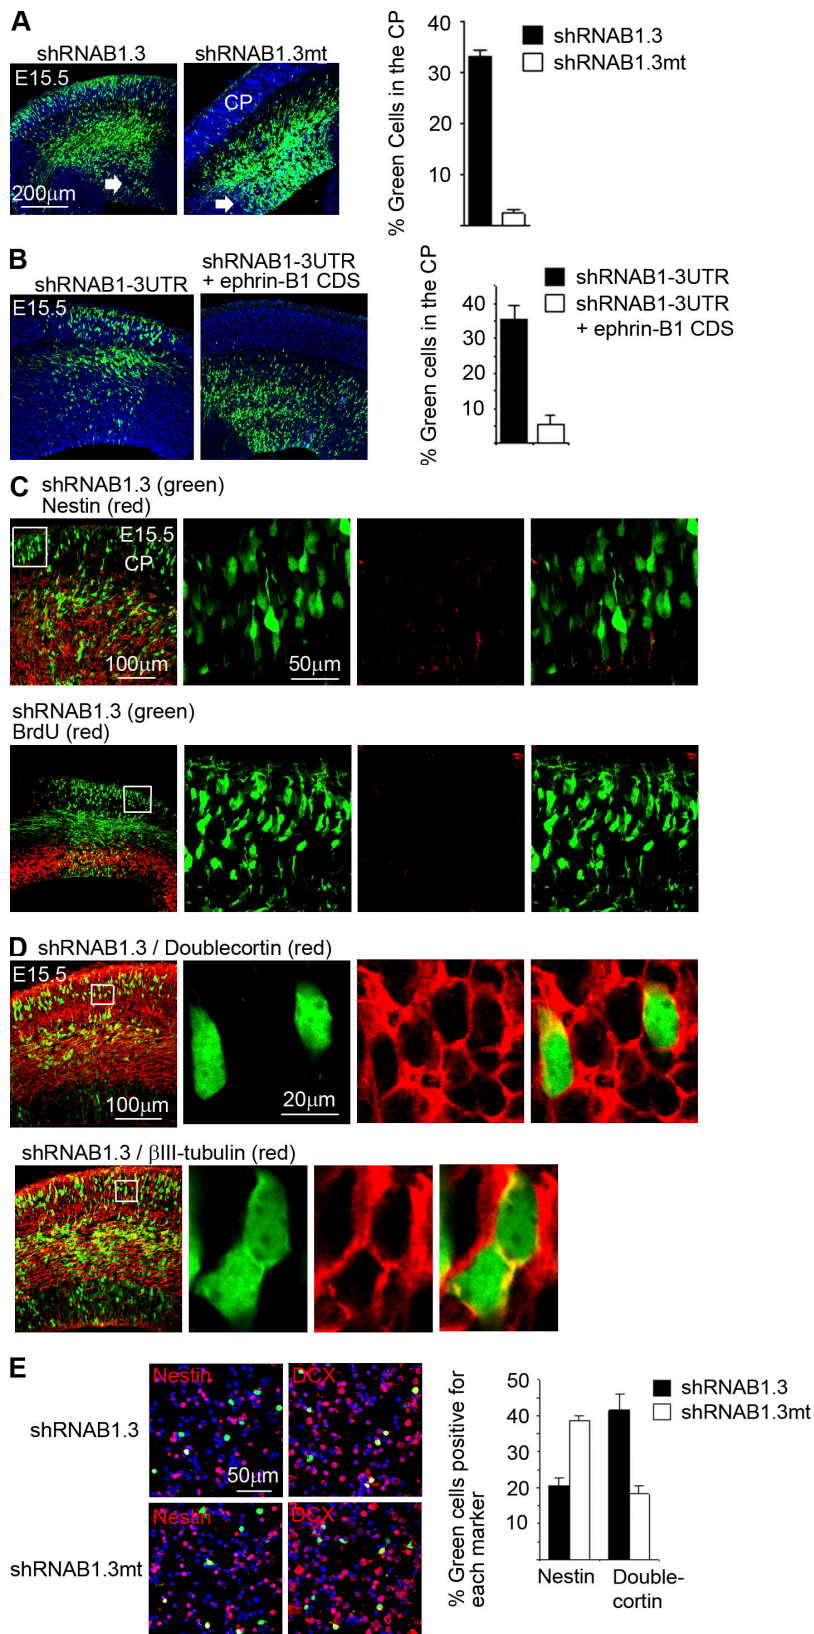 A
shRNAB1.3
shRNAB1.3mt
E15.5
CP
200µm
% Green Cells in the CP
40
30
20
10
shRNAB1.3
shRNAB1.3mt
B
shRNAB1-3UTR
shRNAB1-3UTR
+ ephrin-B1 CDS
E15.5
% Green cells in the CP
40
30
20
10
shRNAB1-3UTR
shRNAB1-3UTR
+ ephrin-B1 CDS
C
shRNAB1.3 (green)
Nestin (red)
E15.5
CP
100µm
50µm
shRNAB1.3 (green)
BrdU (red)
D
shRNAB1.3 / Doublecortin (red)
E15.5
100µm
20µm
shRNAB1.3 / βIII-tubulin (red)
E
Nestin
DCX
shRNAB1.3
50µm
Nestin
DCX
shRNAB1.3mt
% Green cells positive for
each marker
50
40
30
20
10
Nestin
Double-
cortin
shRNAB1.3
shRNAB1.3mt